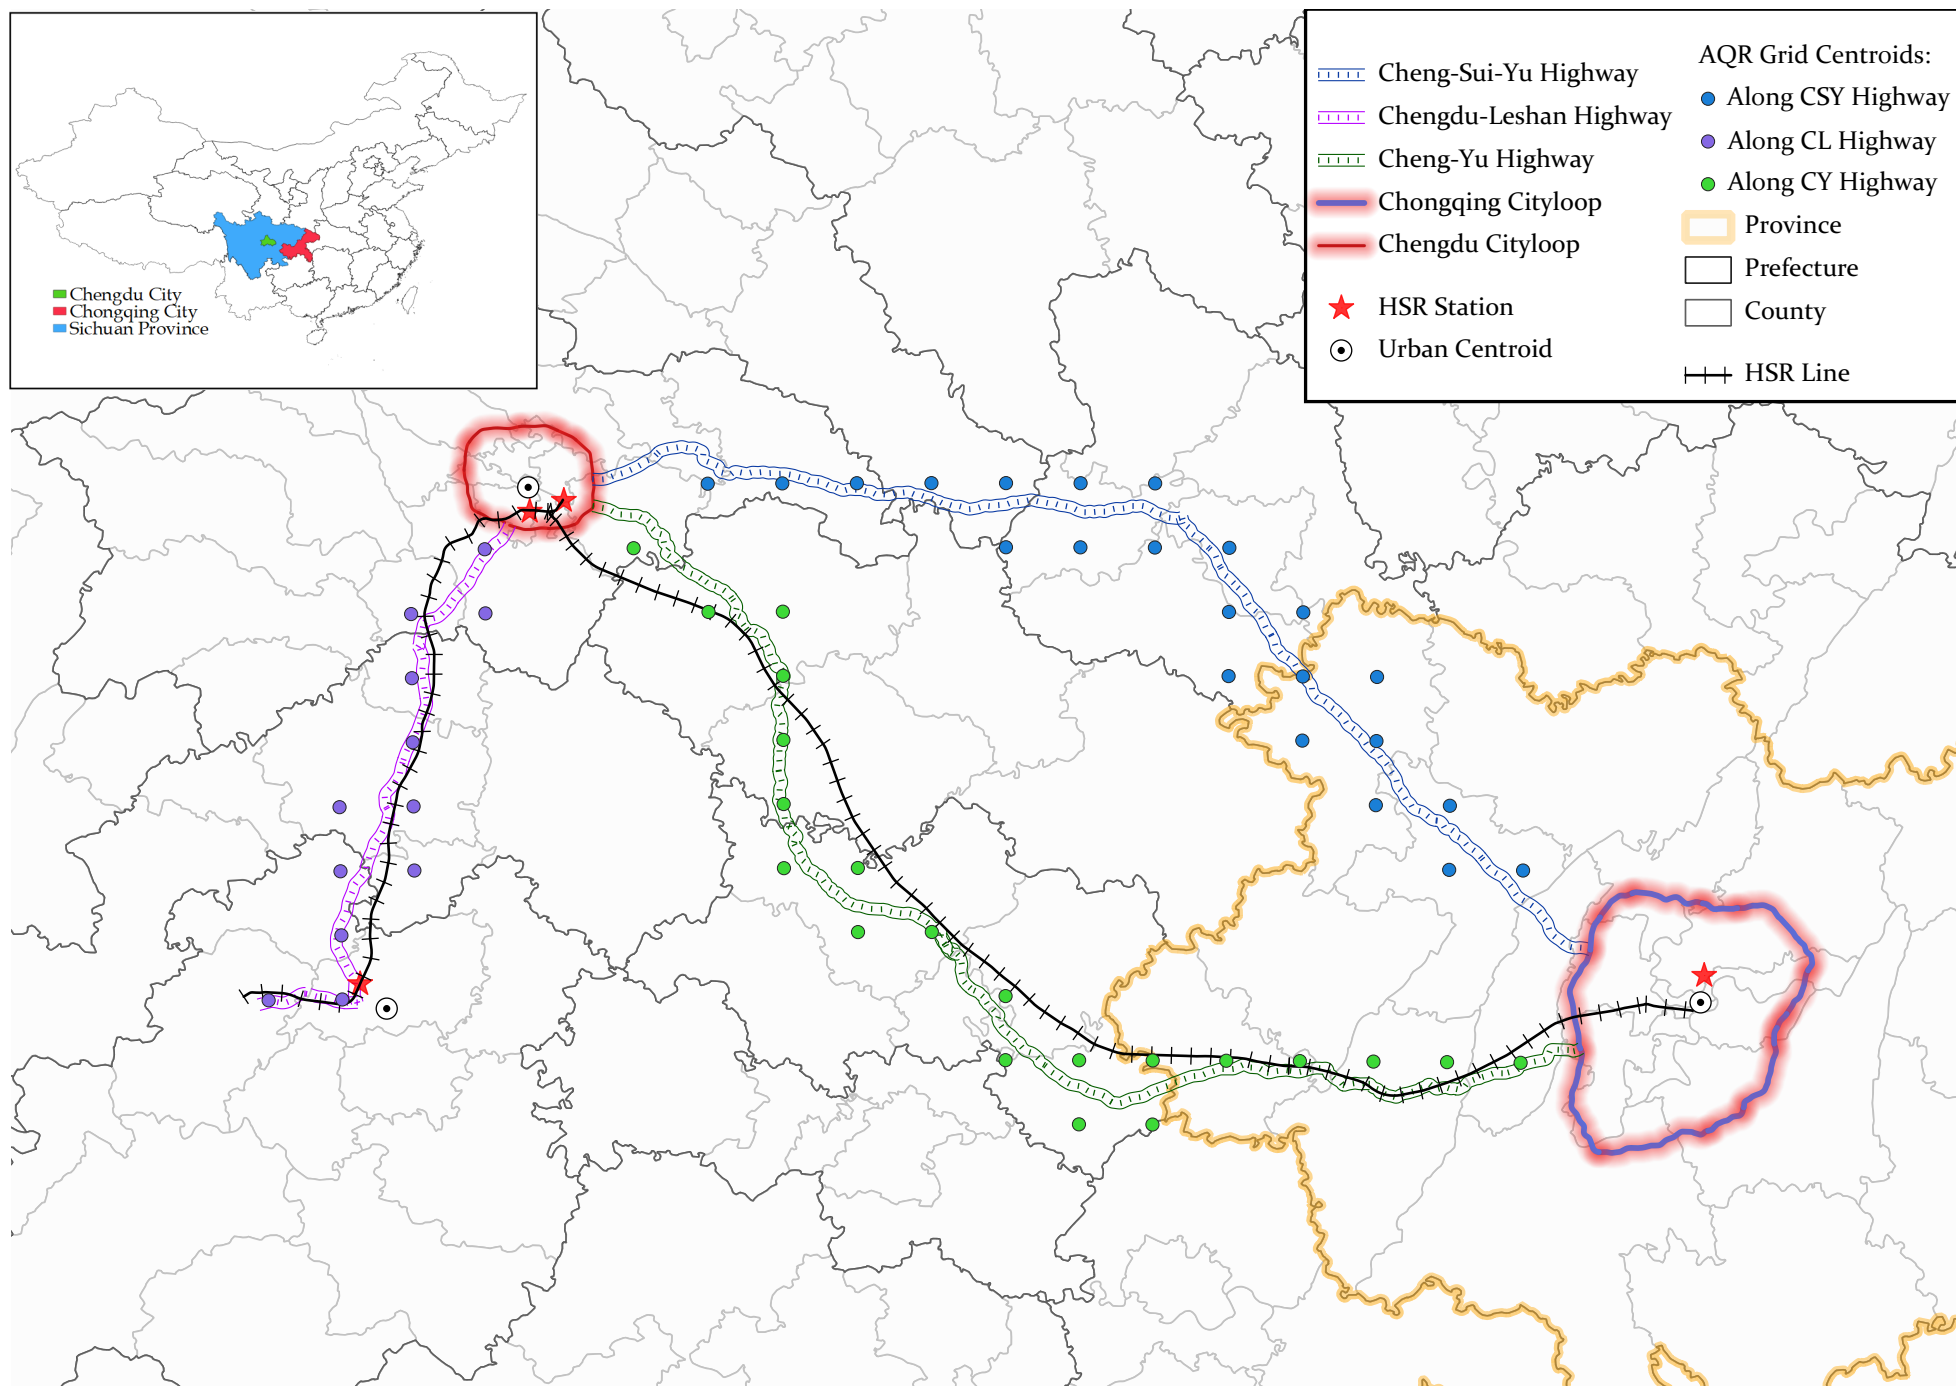 Chengdu City
Chongqing City
Sichuan Province
Cheng-Sui-Yu Highway
Chengdu-Leshan Highway
Cheng-Yu Highway
Chongqing Cityloop
Chengdu Cityloop
HSR Station
Urban Centroid
AQR Grid Centroids:
Along CSY Highway
Along CL Highway
Along CY Highway
Province
Prefecture
County
HSR Line